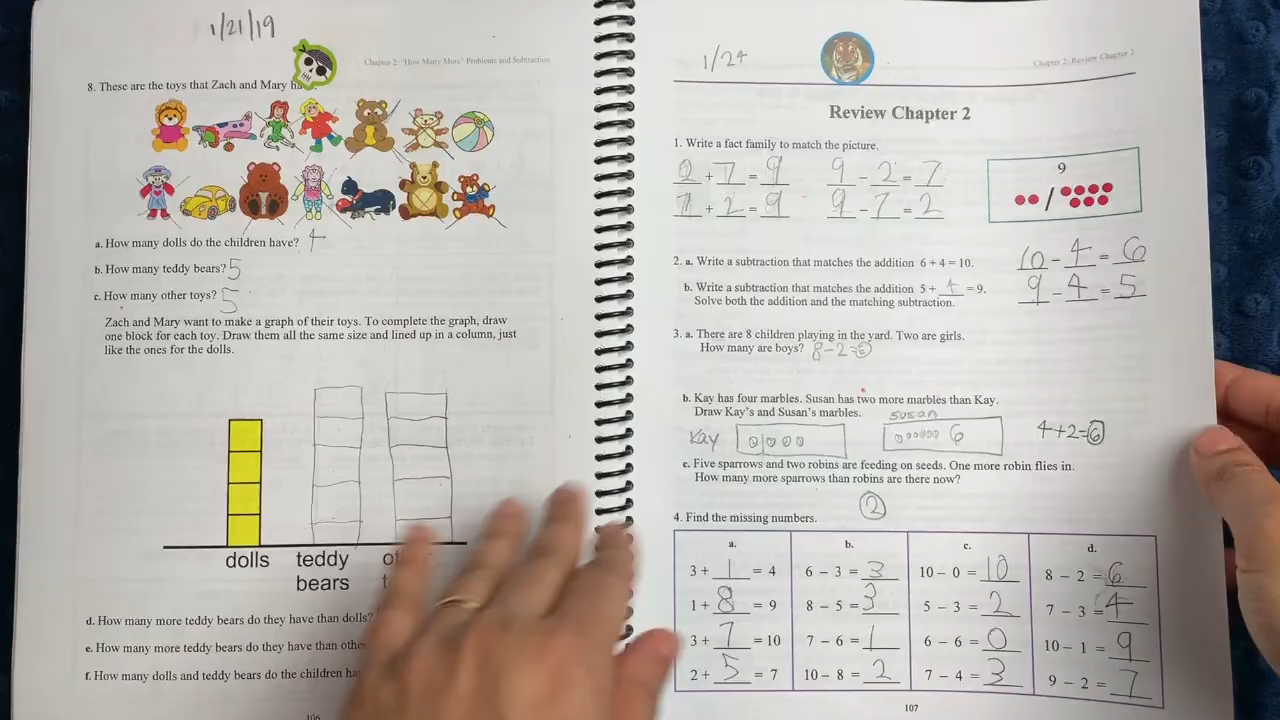 1/21/19
Chapter 2: "How Many More" Problems and Subtraction
8. These are the toys that Zach and Mary
a. How many dolls do the children have? 4
b. How many teddy bears? 5
c. How many other toys? 5
Zach and Mary want to make a graph of their toys. To complete the graph, draw
one block for each toy. Draw them all the same size and lined up in a column, just
like the ones for the dolls.
dolls
teddy
bears
d. How many more teddy bears do they have than dolls?
e. How many more teddy bears do they have than
f. How many dolls and teddy bears do the children
106
1/24
Chapter 2: Review Chapter 2
Review Chapter 2
1. Write a fact family to match the picture.
2 + 7 = 9 9 - 2 = 7
7 + 2 = 9 9 - 7 = 2
9
/
2. a. Write a subtraction that matches the addition 6 + 4 = 10. 10 - 4 = 6
b. Write a subtraction that matches the addition 5 + 4 = 9. 9 - 4 = 5
Solve both the addition and the matching subtraction.
3. a. There are 8 children playing in the yard. Two are girls.
How many are boys? 8-2=6
b. Kay has four marbles. Susan has two more marbles than Kay.
Draw Kay's and Susan's marbles. Susan
Kay 6 4+2=6
c. Five sparrows and two robins are feeding on seeds. One more robin flies in.
How many more sparrows than robins are there now?
2
4. Find the missing numbers.
a. b. c. d.
3 + 1 = 4 6 - 3 = 3 10 - 0 = 10 8 - 2 = 6
1 + 8 = 9 8 - 5 = 3 5 - 3 = 2 7 - 3 = 4
3 + 7 = 10 7 - 6 = 1 6 - 6 = 0 10 - 1 = 9
2 + 5 = 7 10 - 8 = 2 7 - 4 = 3 9 - 2 = 7
107